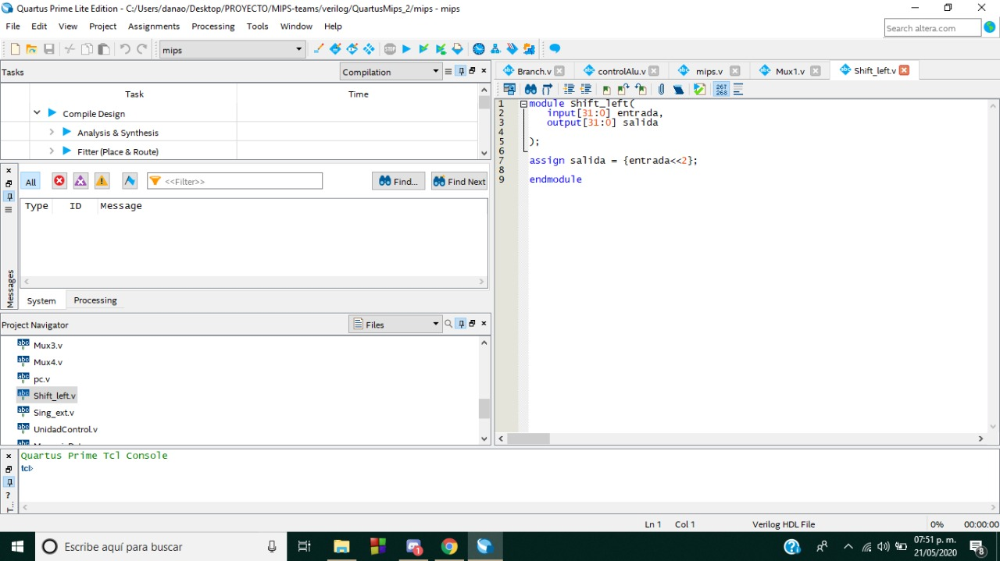 Quartus Prime Lite Edition - C:/Users/danao/Desktop/PROYECTO/MIPS-teams/verilog/QuartusMips_2/mips - mips
File Edit View Project Assignments Processing Tools Window Help
Search altera.com
mips
Tasks
Compilation
Task Time
Compile Design
Analysis & Synthesis
Fitter (Place & Route)
All
<<Filter>>
Find...
Find Next
Type ID Message
Messages
System Processing
Project Navigator
Files
Mux3.v
Mux4.v
pc.v
Shift_left.v
Sing_ext.v
UnidadControl.v
Branch.v controlAlu.v mips.v Mux1.v Shift_left.v
267
268
1 module Shift_left(
2 input[31:0] entrada,
3 output[31:0] salida
4
5 );
6
7 assign salida = {entrada<<2};
8
9 endmodule
Quartus Prime Tcl Console
tcl>
Ln 1 Col 1 Verilog HDL File 0% 00:00:00
Escribe aquí para buscar
1
07:51 p. m.
21/05/2020
8